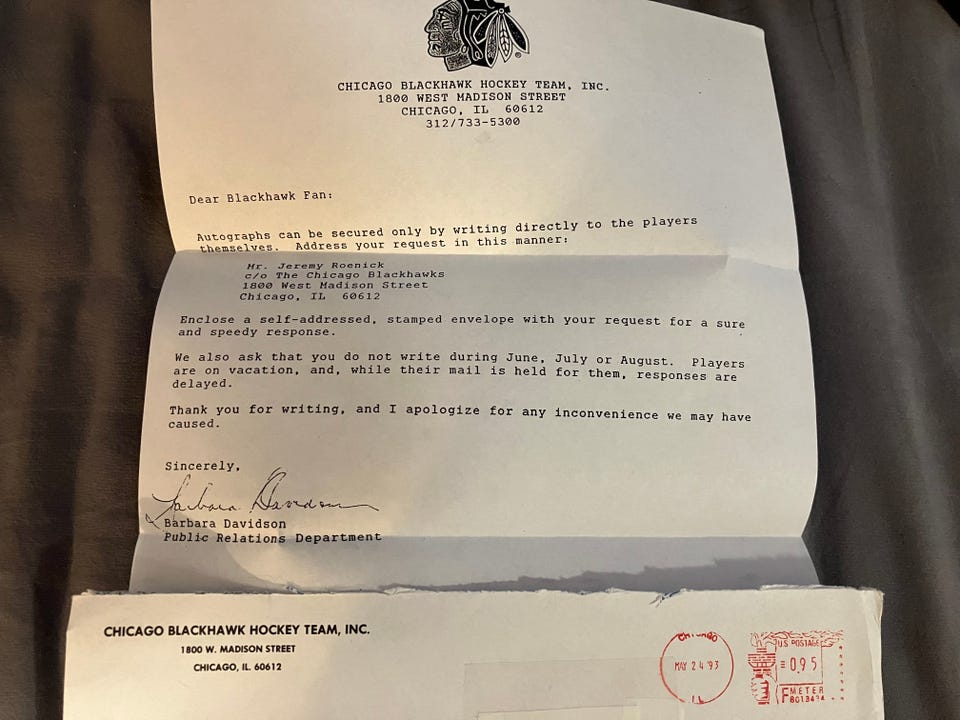 ®
CHICAGO BLACKHAWK HOCKEY TEAM, INC.
1800 WEST MADISON STREET
CHICAGO, IL 60612
312/733-5300
Dear Blackhawk Fan:
Autographs can be secured only by writing directly to the players
themselves. Address your request in this manner:
Mr. Jeremy Roenick
c/o The Chicago Blackhawks
1800 West Madison Street
Chicago, IL 60612
Enclose a self-addressed, stamped envelope with your request for a sure
and speedy response.
We also ask that you do not write during June, July or August. Players
are on vacation, and, while their mail is held for them, responses are
delayed.
Thank you for writing, and I apologize for any inconvenience we may have
caused.
Sincerely,
Barbara Davidson
Barbara Davidson
Public Relations Department
CHICAGO BLACKHAWK HOCKEY TEAM, INC.
1800 W. MADISON STREET
CHICAGO, IL. 60612
CHICAGO
MAY 24 '93
IL
U.S. POSTAGE
0.95
METER